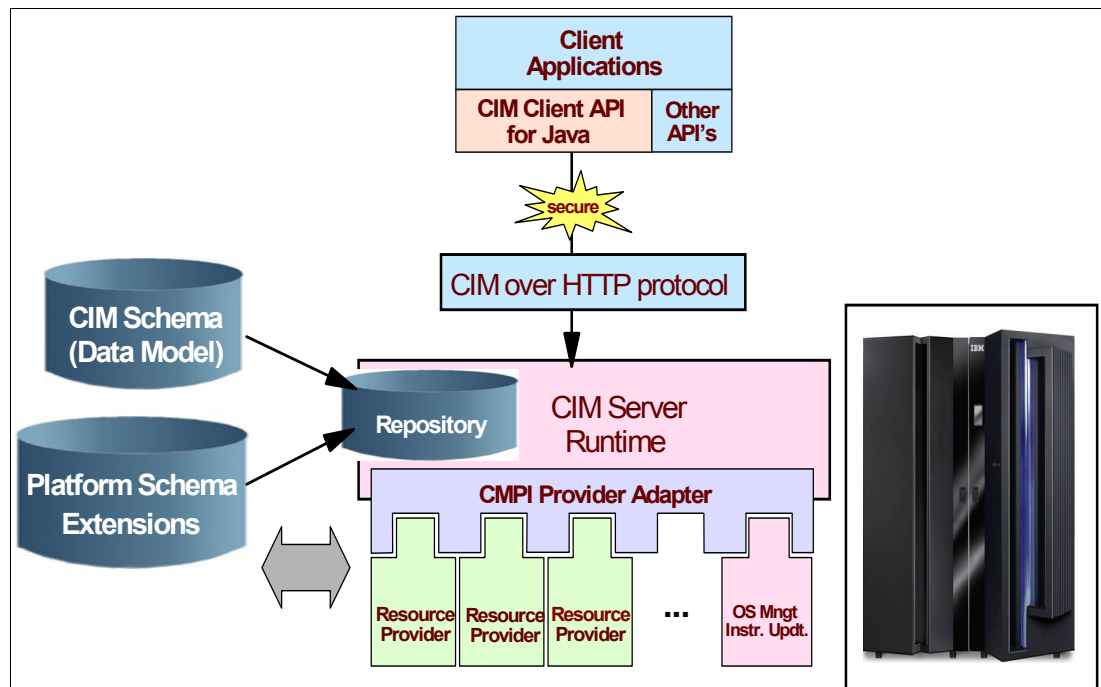 Client
Applications
CIM Client API
for Java
Other
API's
secure
CIM over HTTP protocol
CIM Schema
(Data Model)
IBM
Repository
CIM Server
Runtime
Platform Schema
Extensions
CMPI Provider Adapter
Resource
Provider
Resource
Provider
Resource
Provider
...
OS Mngt
Instr. Updt.